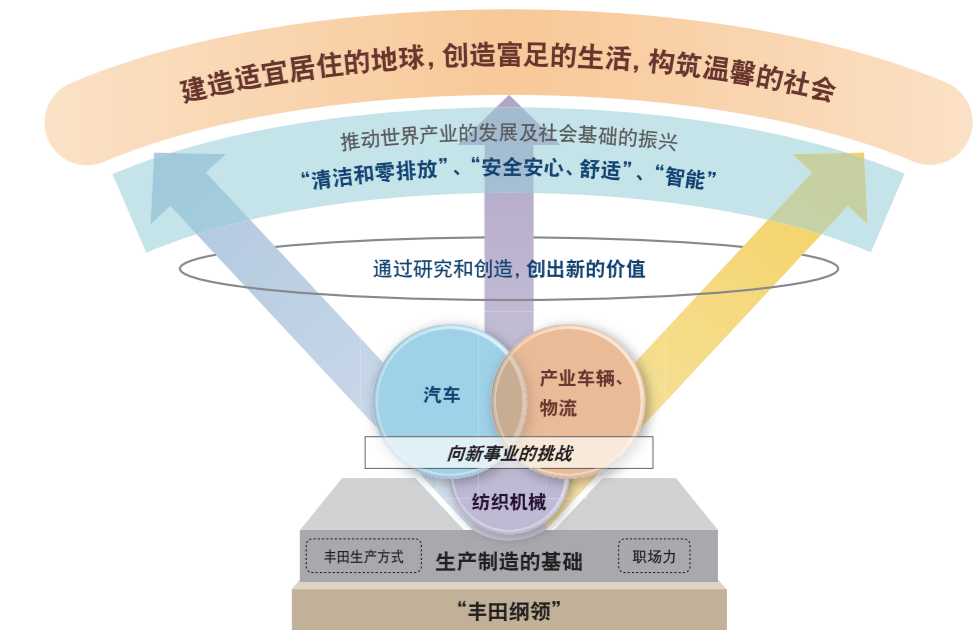 建造适宜居住的地球, 创造富足的生活, 构筑温馨的社会
推动世界产业的发展及社会基础的振兴
“清洁和零排放”、“安全安心、舒适”、“智能”
通过研究和创造, 创出新的价值
汽车
产业车辆、
物流
向新事业的挑战
纺织机械
丰田生产方式
生产制造的基础
职场力
“丰田纲领”